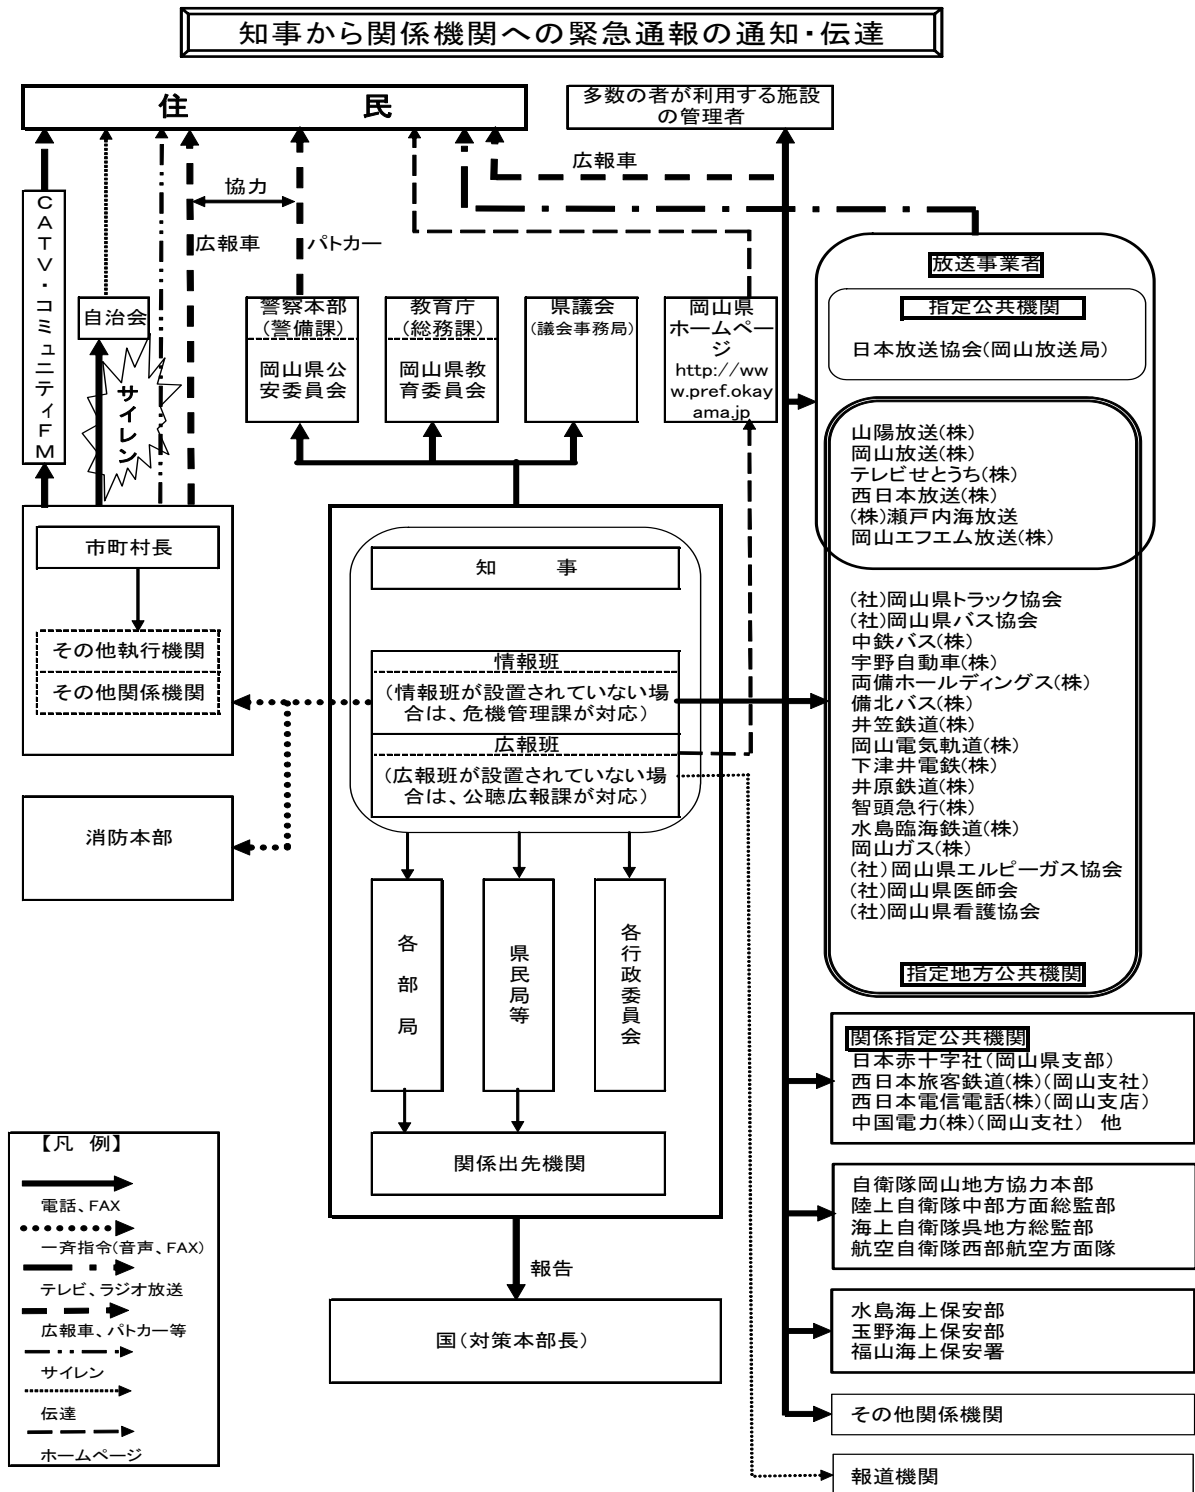 知事から関係機関への緊急通報の通知・伝達
住 民
多数の者が利用する施設
の管理者
広報車
協力
広報車
パトカー
CATV・コミュニティFM
自治会
サイレン
警察本部
(警備課)
岡山県公
安委員会
教育庁
(総務課)
岡山県教
育委員会
県議会
(議会事務局)
岡山県
ホームペー
ジ
http://ww
w.pref.okay
ama.jp
放送事業者
指定公共機関
日本放送協会(岡山放送局)
山陽放送(株)
岡山放送(株)
テレビせとうち(株)
西日本放送(株)
(株)瀬戸内海放送
岡山エフエム放送(株)
(社)岡山県トラック協会
(社)岡山県バス協会
中鉄バス(株)
宇野自動車(株)
両備ホールディングス(株)
備北バス(株)
井笠鉄道(株)
岡山電気軌道(株)
下津井電鉄(株)
井原鉄道(株)
智頭急行(株)
水島臨海鉄道(株)
岡山ガス(株)
(社)岡山県エルピーガス協会
(社)岡山県医師会
(社)岡山県看護協会
指定地方公共機関
市町村長
その他執行機関
その他関係機関
消防本部
知 事
情報班
(情報班が設置されていない場
合は、危機管理課が対応)
広報班
(広報班が設置されていない場
合は、公聴広報課が対応)
各部局
県民局等
各行政委員会
関係出先機関
報告
国(対策本部長)
関係指定公共機関
日本赤十字社(岡山県支部)
西日本旅客鉄道(株)(岡山支社)
西日本電信電話(株)(岡山支店)
中国電力(株)(岡山支社) 他
自衛隊岡山地方協力本部
陸上自衛隊中部方面総監部
海上自衛隊呉地方総監部
航空自衛隊西部航空方面隊
水島海上保安部
玉野海上保安部
福山海上保安署
その他関係機関
報道機関
【凡 例】
電話、FAX
一斉指令(音声、FAX)
テレビ、ラジオ放送
広報車、パトカー等
サイレン
伝達
ホームページ